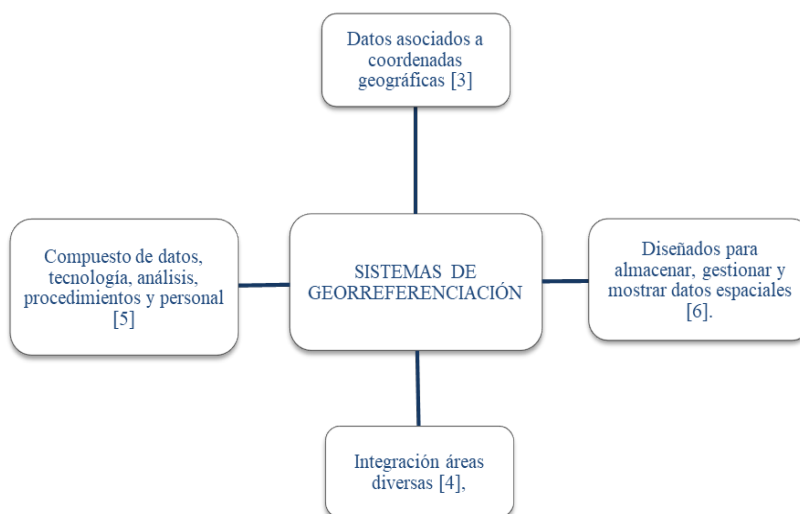 Datos asociados a
coordenadas
geográficas [3]
Compuesto de datos,
tecnología, análisis,
procedimientos y personal
[5]
SISTEMAS DE
GEORREFERENCIACIÓN
Diseñados para
almacenar, gestionar y
mostrar datos espaciales
[6].
Integración áreas
diversas [4],